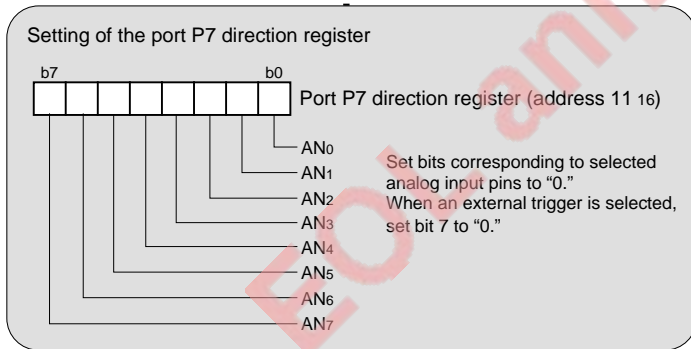 Setting of the port P7 direction register
b7 b0
Port P7 direction register (address 11 16)
AN0
AN1
AN2
AN3
AN4
AN5
AN6
AN7
Set bits corresponding to selected
analog input pins to “0.”
When an external trigger is selected,
set bit 7 to “0.”
EOL ann